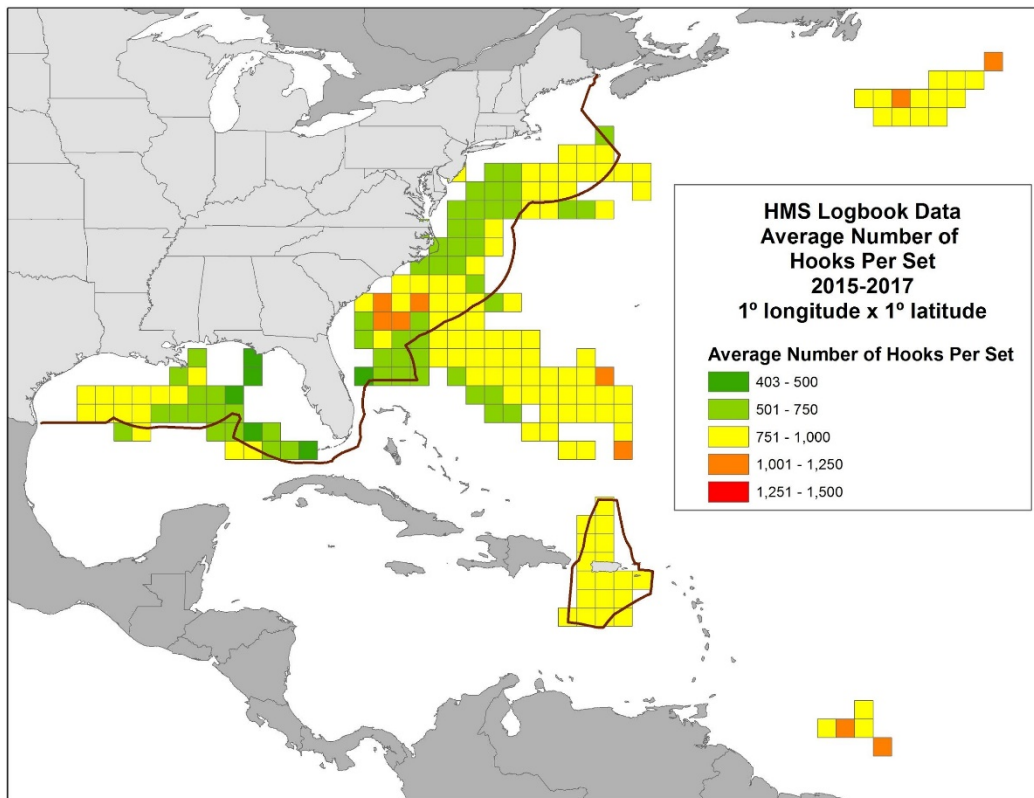 HMS Logbook Data
Average Number of
Hooks Per Set
2015-2017
1º longitude x 1º latitude
Average Number of Hooks Per Set
403 - 500
501 - 750
751 - 1,000
1,001 - 1,250
1,251 - 1,500